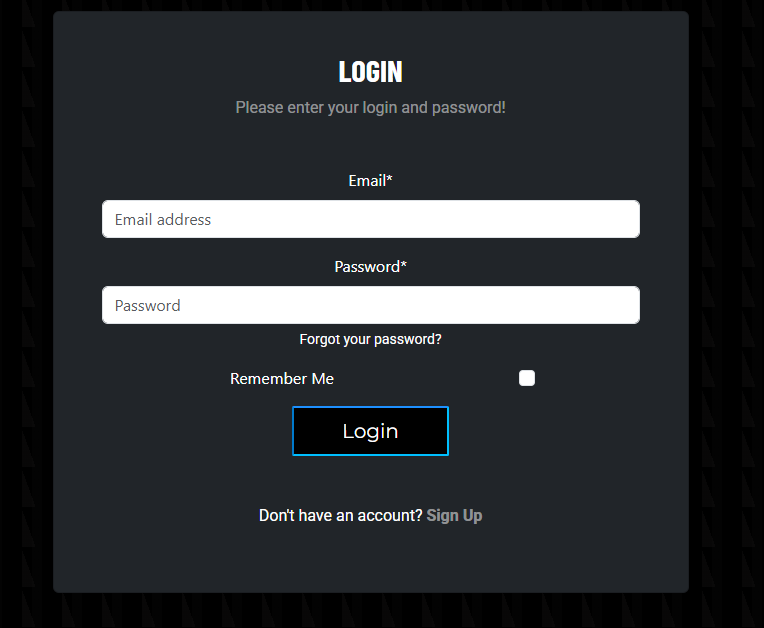 LOGIN
Please enter your login and password!
Email*
Email address
Password*
Password
Forgot your password?
Remember Me
Login
Don't have an account? Sign Up